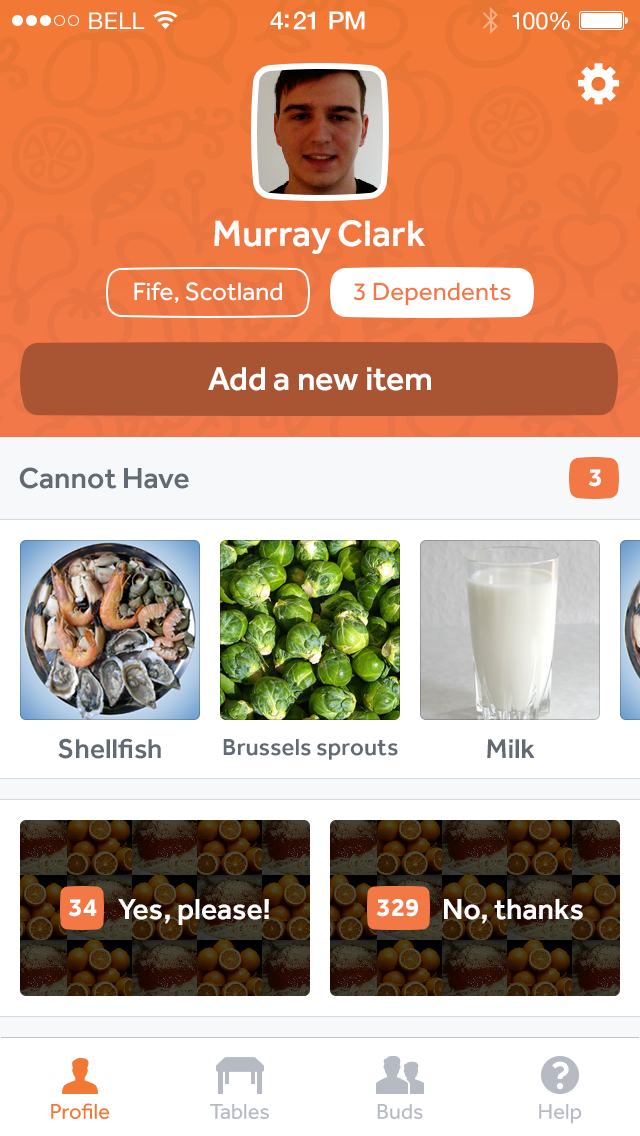 BELL 4:21 PM 100%
Murray Clark
Fife, Scotland 3 Dependents
Add a new item
Cannot Have 3
Shellfish Brussels sprouts Milk
34 Yes, please! 329 No, thanks
Profile Tables Buds Help